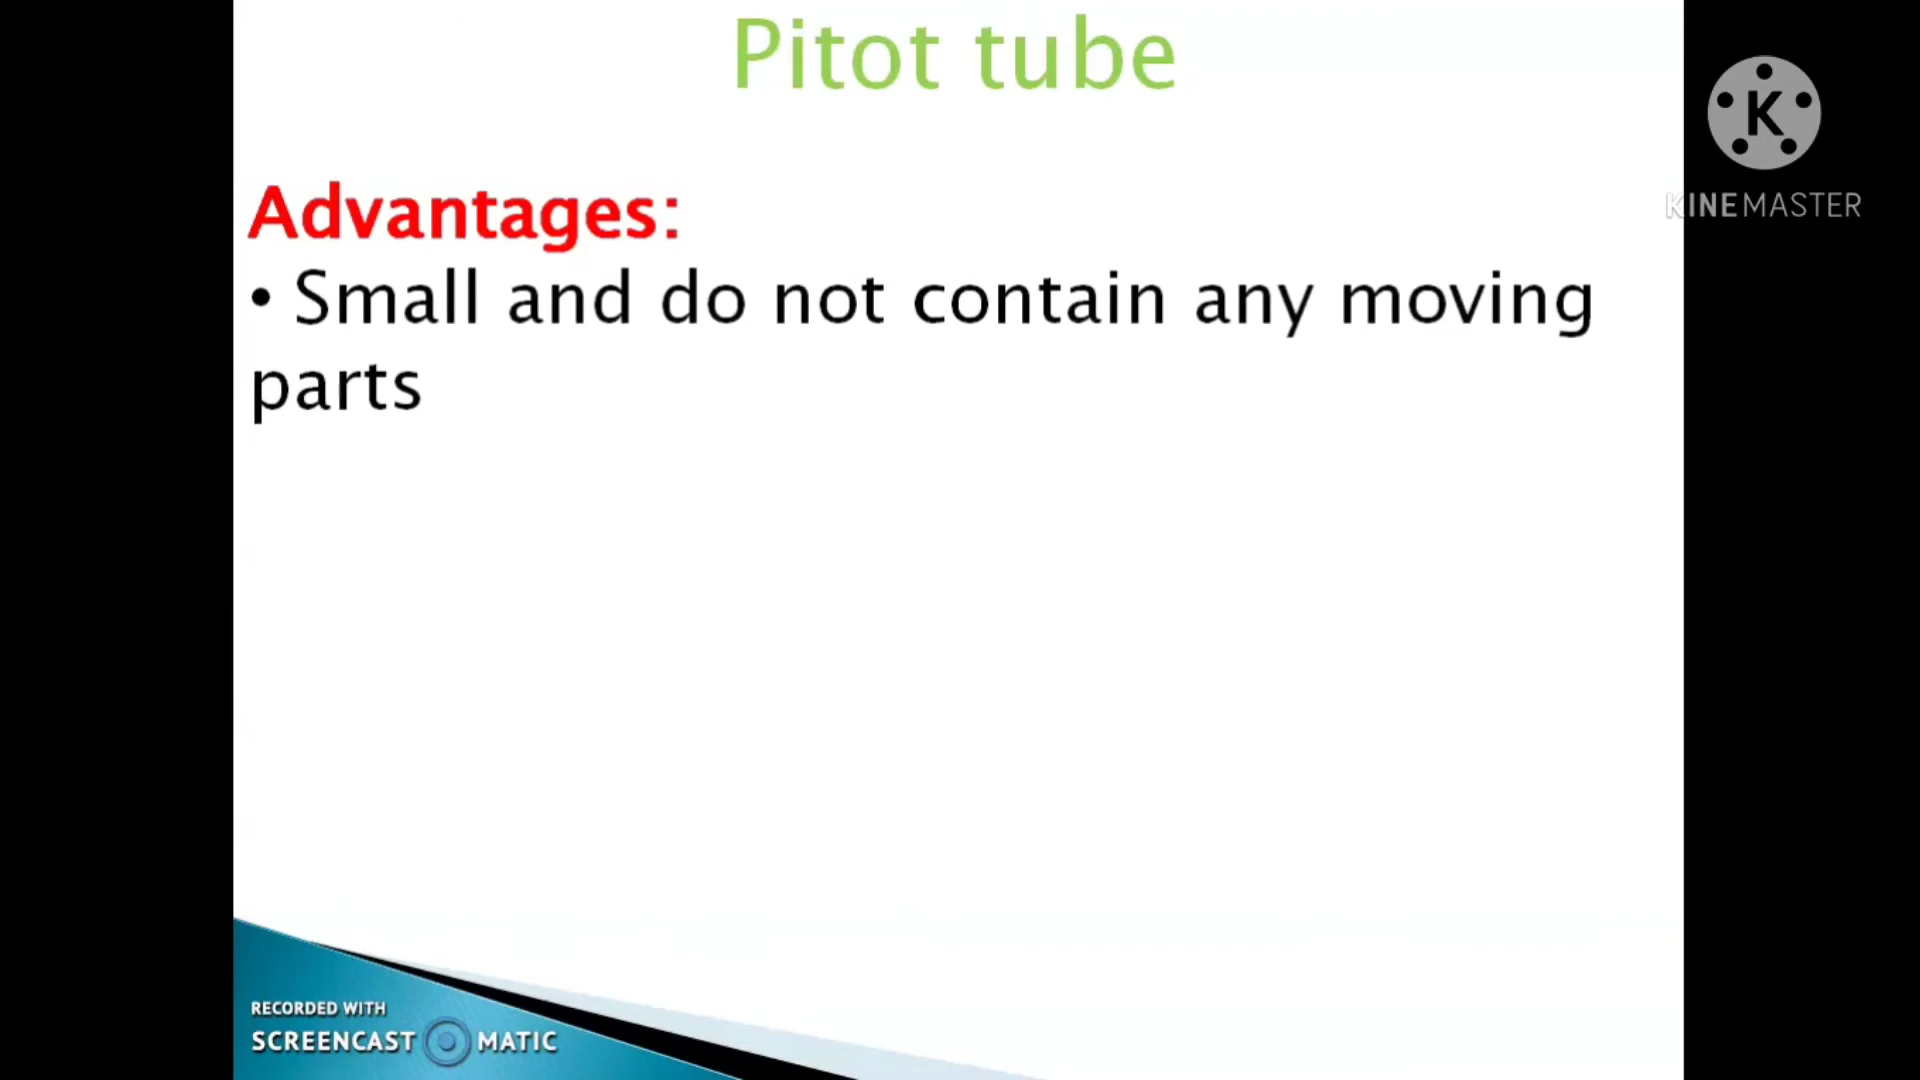 Pitot tube
K
KINEMASTER
Advantages:
• Small and do not contain any moving
parts
RECORDED WITH
SCREENCAST MATIC